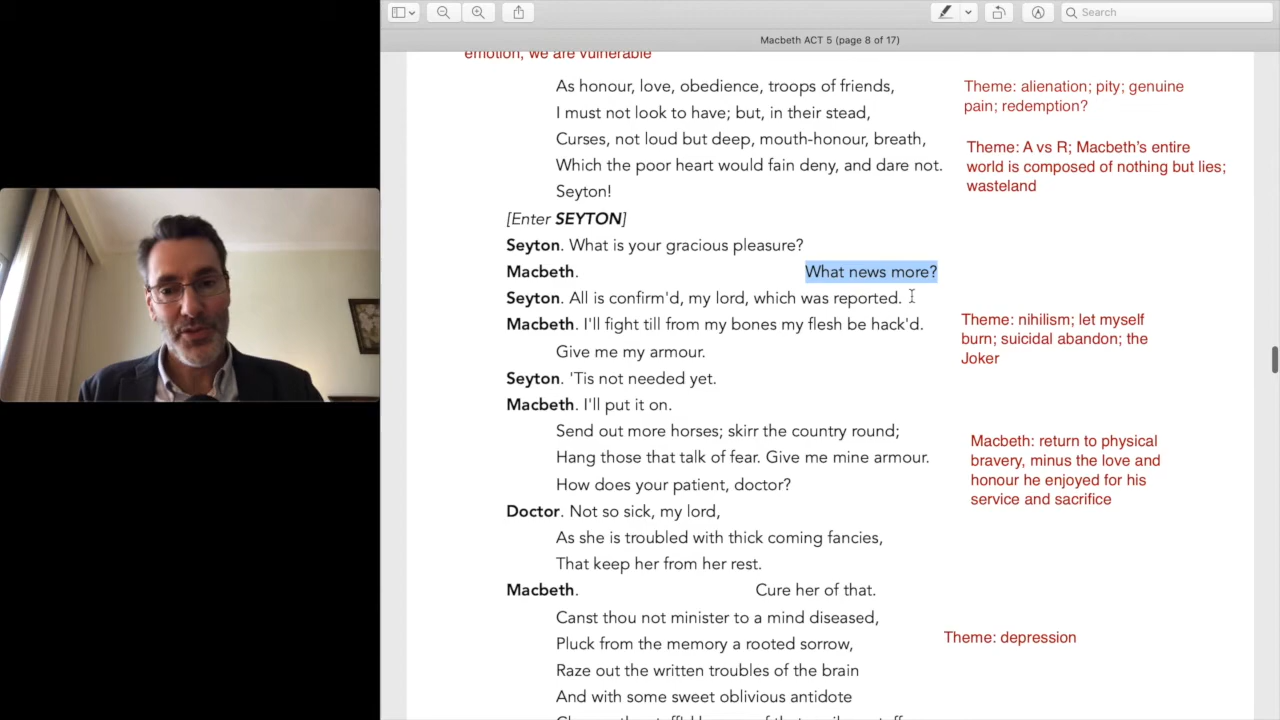 Search
Macbeth ACT 5 (page 8 of 17)
emotion, we are vulnerable
As honour, love, obedience, troops of friends,
I must not look to have; but, in their stead,
Curses, not loud but deep, mouth-honour, breath,
Which the poor heart would fain deny, and dare not.
Seyton!
Theme: alienation; pity; genuine
pain; redemption?
Theme: A vs R; Macbeth's entire
world is composed of nothing but lies;
wasteland
[Enter SEYTON]
Seyton. What is your gracious pleasure?
Macbeth. What news more?
Seyton. All is confirm'd, my lord, which was reported.
Macbeth. I'll fight till from my bones my flesh be hack'd.
Give me my armour.
Theme: nihilism; let myself
burn; suicidal abandon; the
Joker
Seyton. 'Tis not needed yet.
Macbeth. I'll put it on.
Send out more horses; skirr the country round;
Hang those that talk of fear. Give me mine armour.
How does your patient, doctor?
Macbeth: return to physical
bravery, minus the love and
honour he enjoyed for his
service and sacrifice
Doctor. Not so sick, my lord,
As she is troubled with thick coming fancies,
That keep her from her rest.
Macbeth. Cure her of that.
Canst thou not minister to a mind diseased,
Pluck from the memory a rooted sorrow,
Raze out the written troubles of the brain
And with some sweet oblivious antidote
Theme: depression